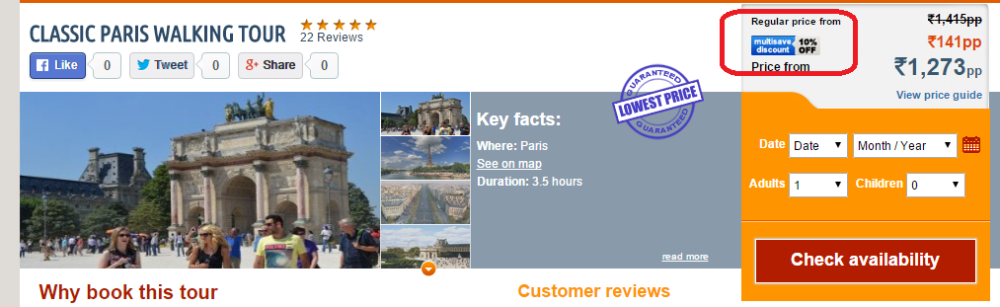 CLASSIC PARIS WALKING TOUR
22 Reviews
Like 0 Tweet 0 Share 0
Regular price from ₹1,415pp
multisave discount 10% OFF ₹141pp
Price from ₹1,273pp
View price guide
GUARANTEED
LOWEST PRICE
GUARANTEED
Key facts:
Where: Paris
See on map
Duration: 3.5 hours
read more
Date Date Month / Year
Adults 1 Children 0
Check availability
Why book this tour
Customer reviews